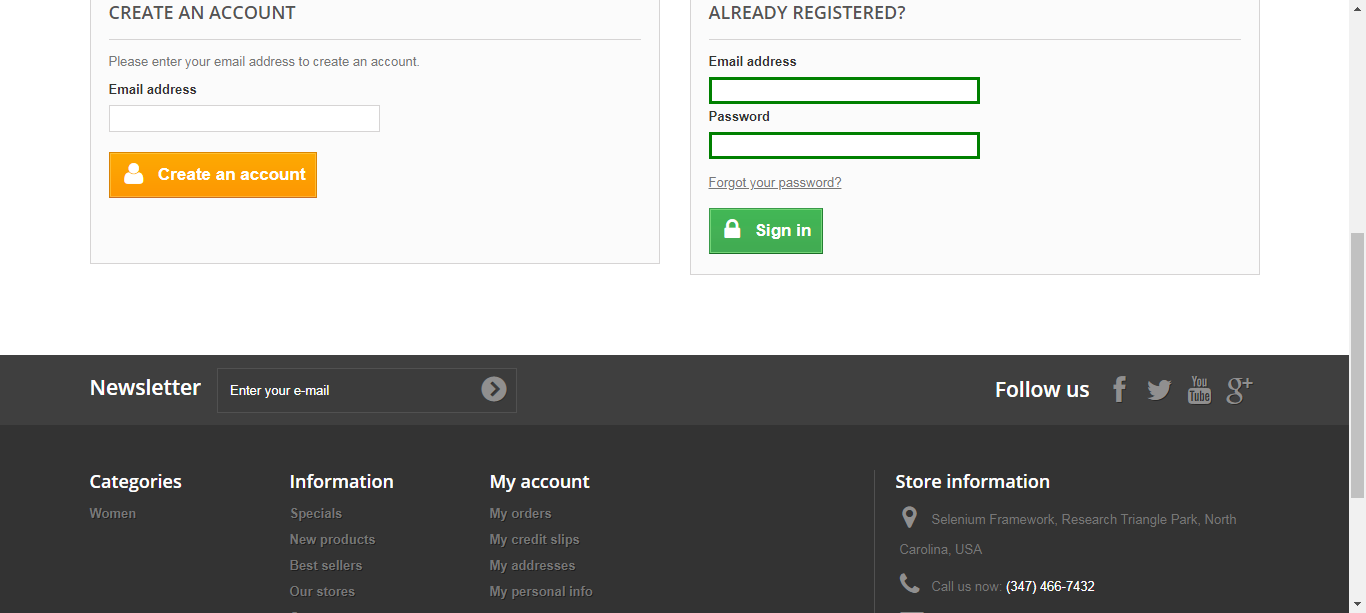 CREATE AN ACCOUNT
Please enter your email address to create an account.
Email address
Create an account
ALREADY REGISTERED?
Email address
Password
Forgot your password?
Sign in
Newsletter
Enter your e-mail
Follow us
You
Tube
g+
Categories
Women
Information
Specials
New products
Best sellers
Our stores
My account
My orders
My credit slips
My addresses
My personal info
Store information
Selenium Framework, Research Triangle Park, North
Carolina, USA
Call us now: (347) 466-7432